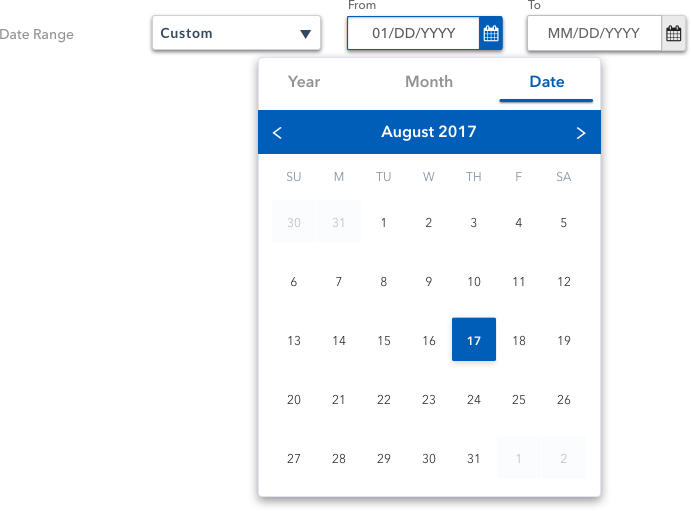 From To
Date Range Custom 01/DD/YYYY MM/DD/YYYY
Year Month Date
< August 2017 >
SU M TU W TH F SA
30 31 1 2 3 4 5
6 7 8 9 10 11 12
13 14 15 16 17 18 19
20 21 22 23 24 25 26
27 28 29 30 31 1 2